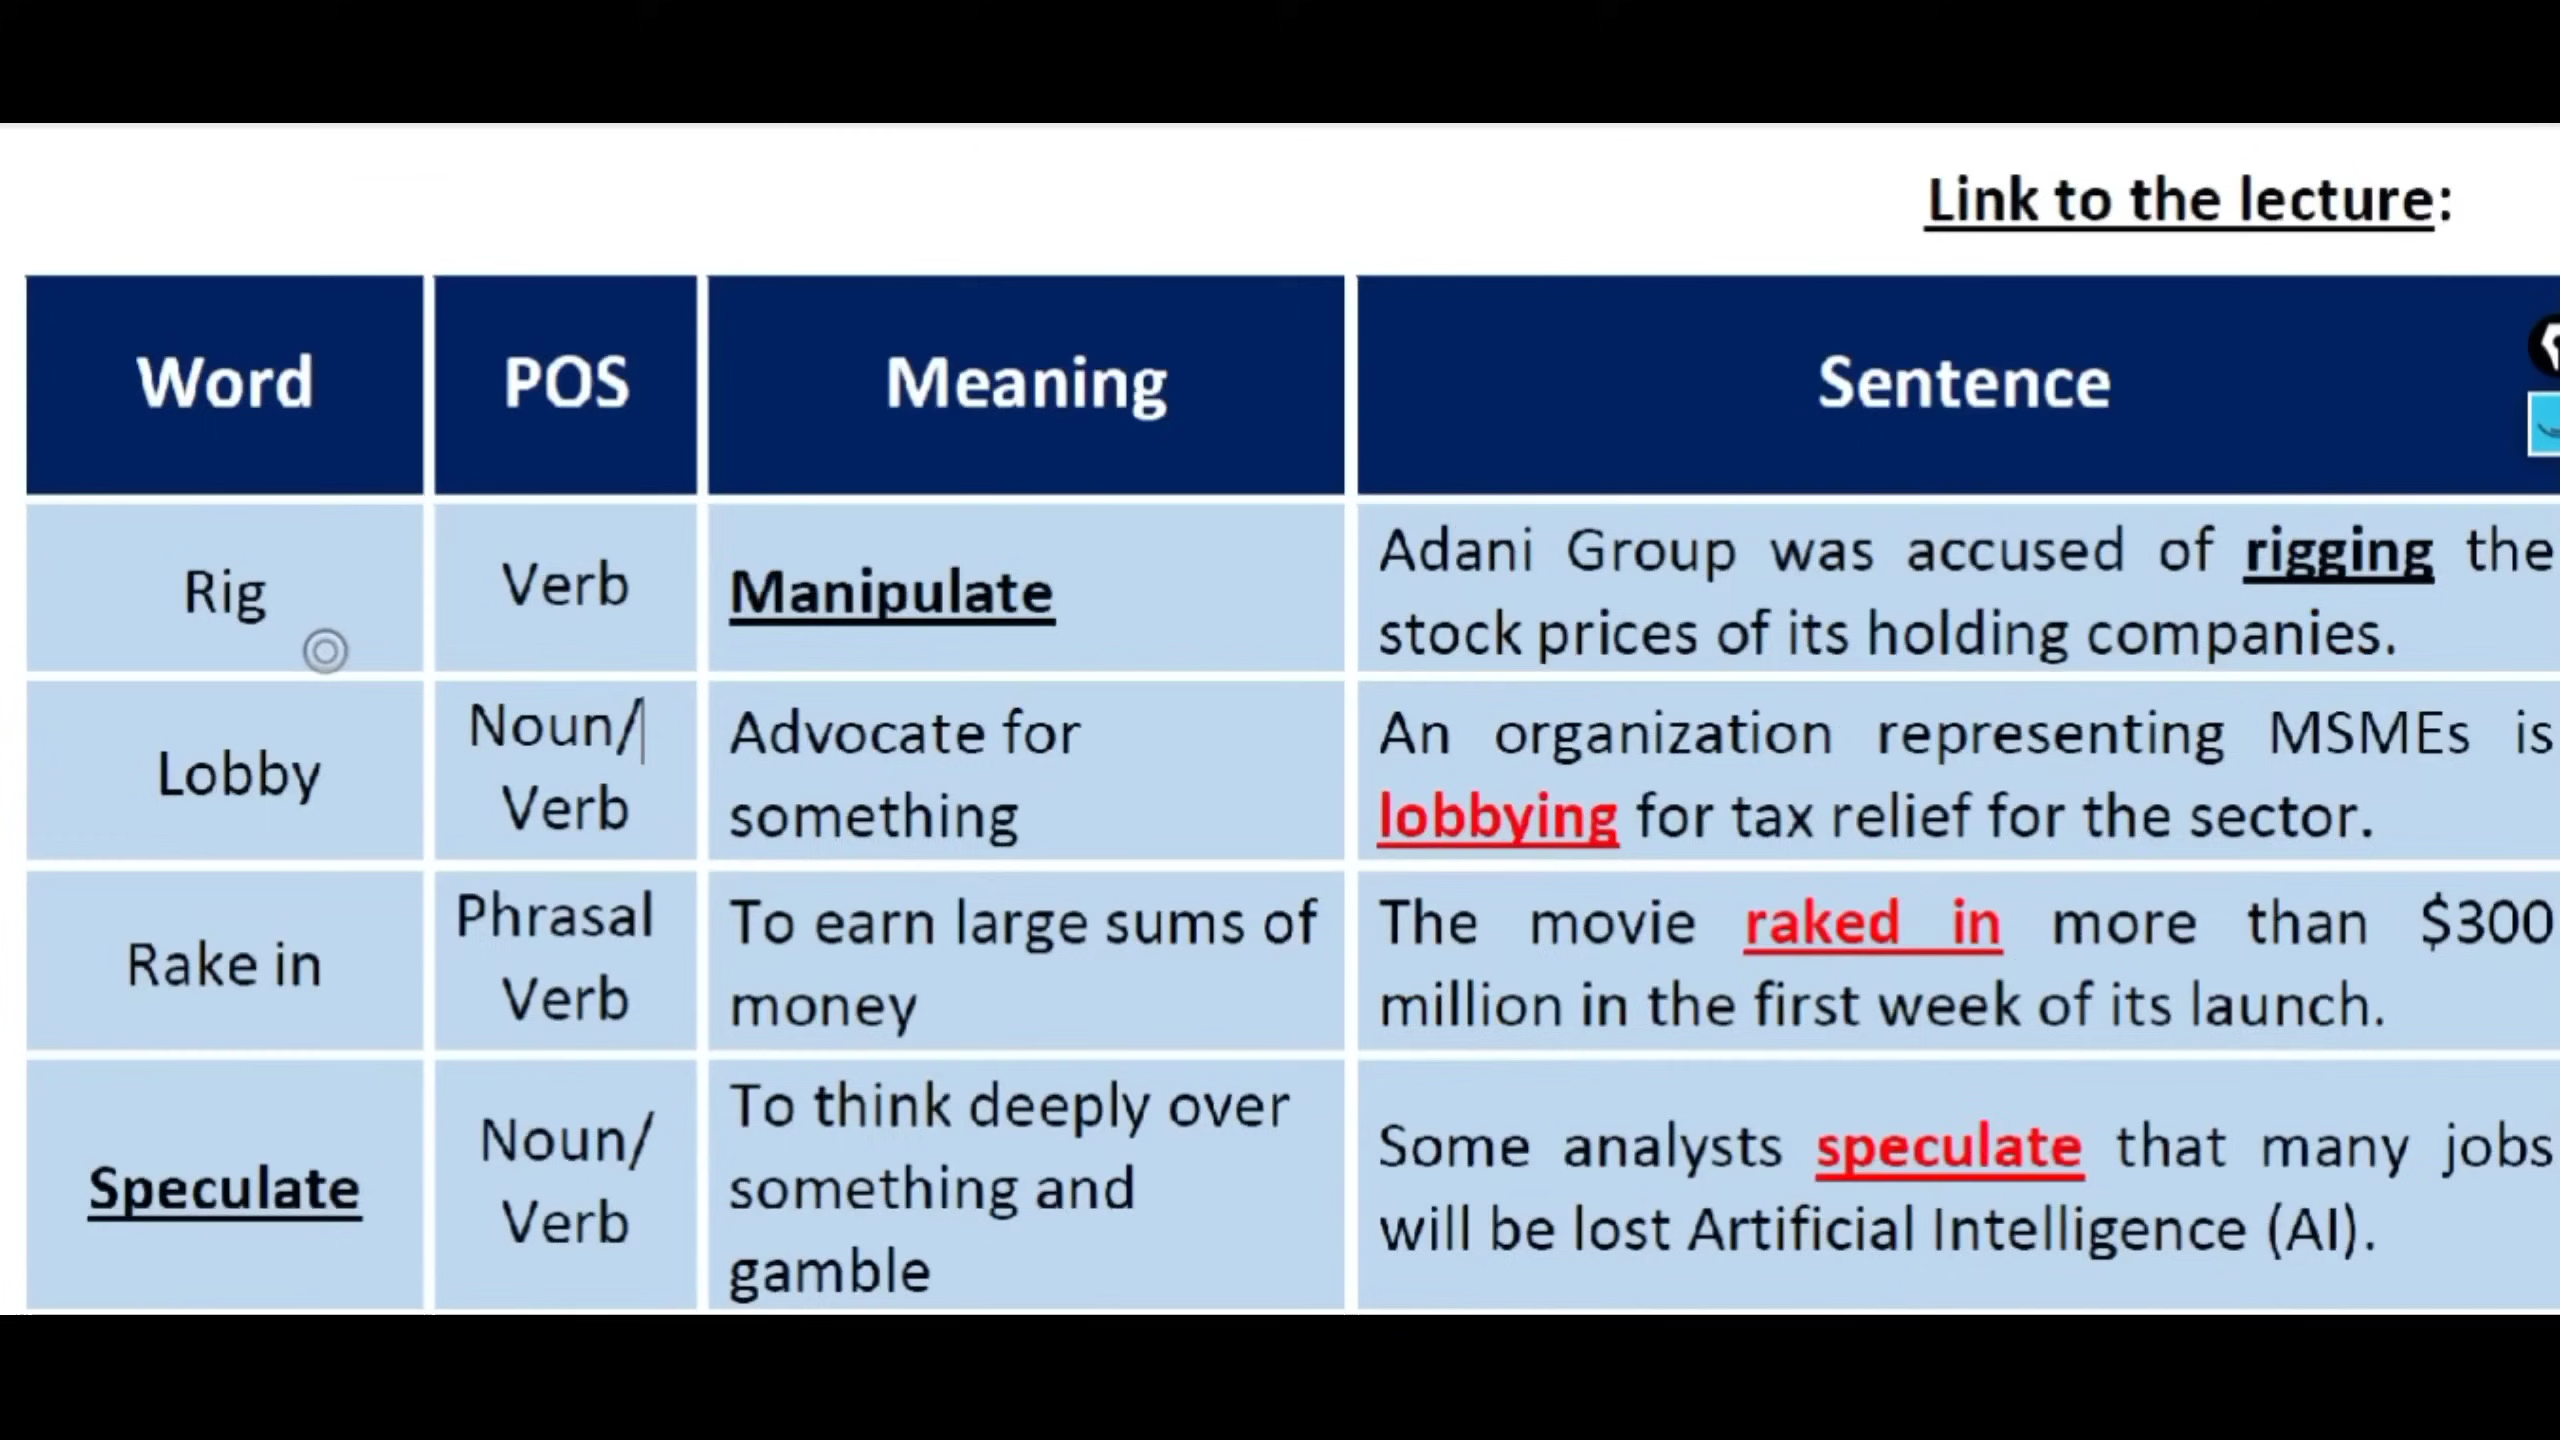 Link to the lecture:
Word POS Meaning Sentence
Rig Verb Manipulate Adani Group was accused of rigging the
stock prices of its holding companies.
Lobby Noun/ Advocate for An organization representing MSMEs is
Verb something lobbying for tax relief for the sector.
Rake in Phrasal To earn large sums of The movie raked in more than $300
Verb money million in the first week of its launch.
Speculate Noun/ To think deeply over Some analysts speculate that many jobs
Verb something and will be lost Artificial Intelligence (AI).
gamble